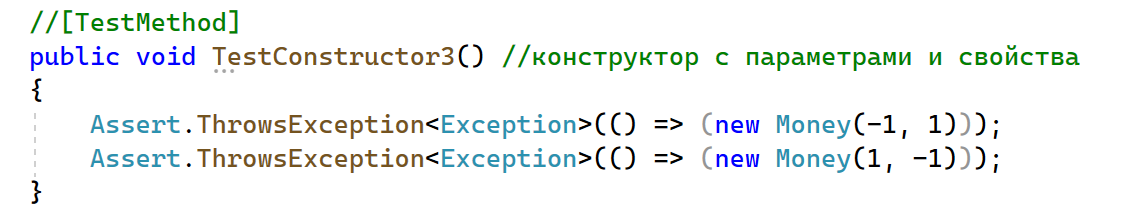 //[TestMethod]
public void TestConstructor3() //конструктор с параметрами и свойства
{
    Assert.ThrowsException<Exception>(() => (new Money(-1, 1)));
    Assert.ThrowsException<Exception>(() => (new Money(1, -1)));
}